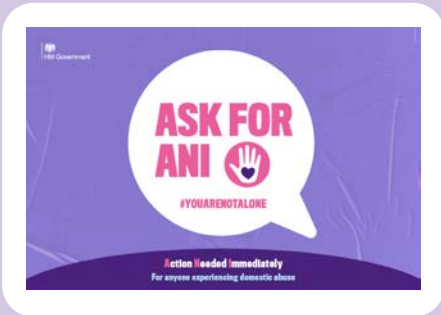 HM Government
ASK FOR
ANI
#YOUARENOTALONE
Action Needed Immediately
For anyone experiencing domestic abuse